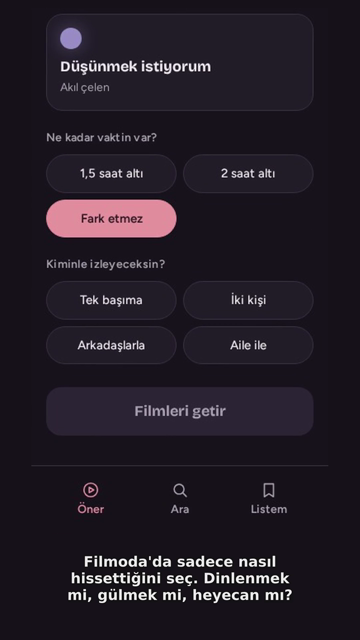 Düşünmek istiyorum
Akıl çelen
Ne kadar vaktin var?
1,5 saat altı
2 saat altı
Fark etmez
Kiminle izleyeceksin?
Tek başıma
İki kişi
Arkadaşlarla
Aile ile
Filmleri getir
Öner
Ara
Listem
Filmoda'da sadece nasıl
hissettiğini seç. Dinlenmek
mi, gülmek mi, heyecan mı?